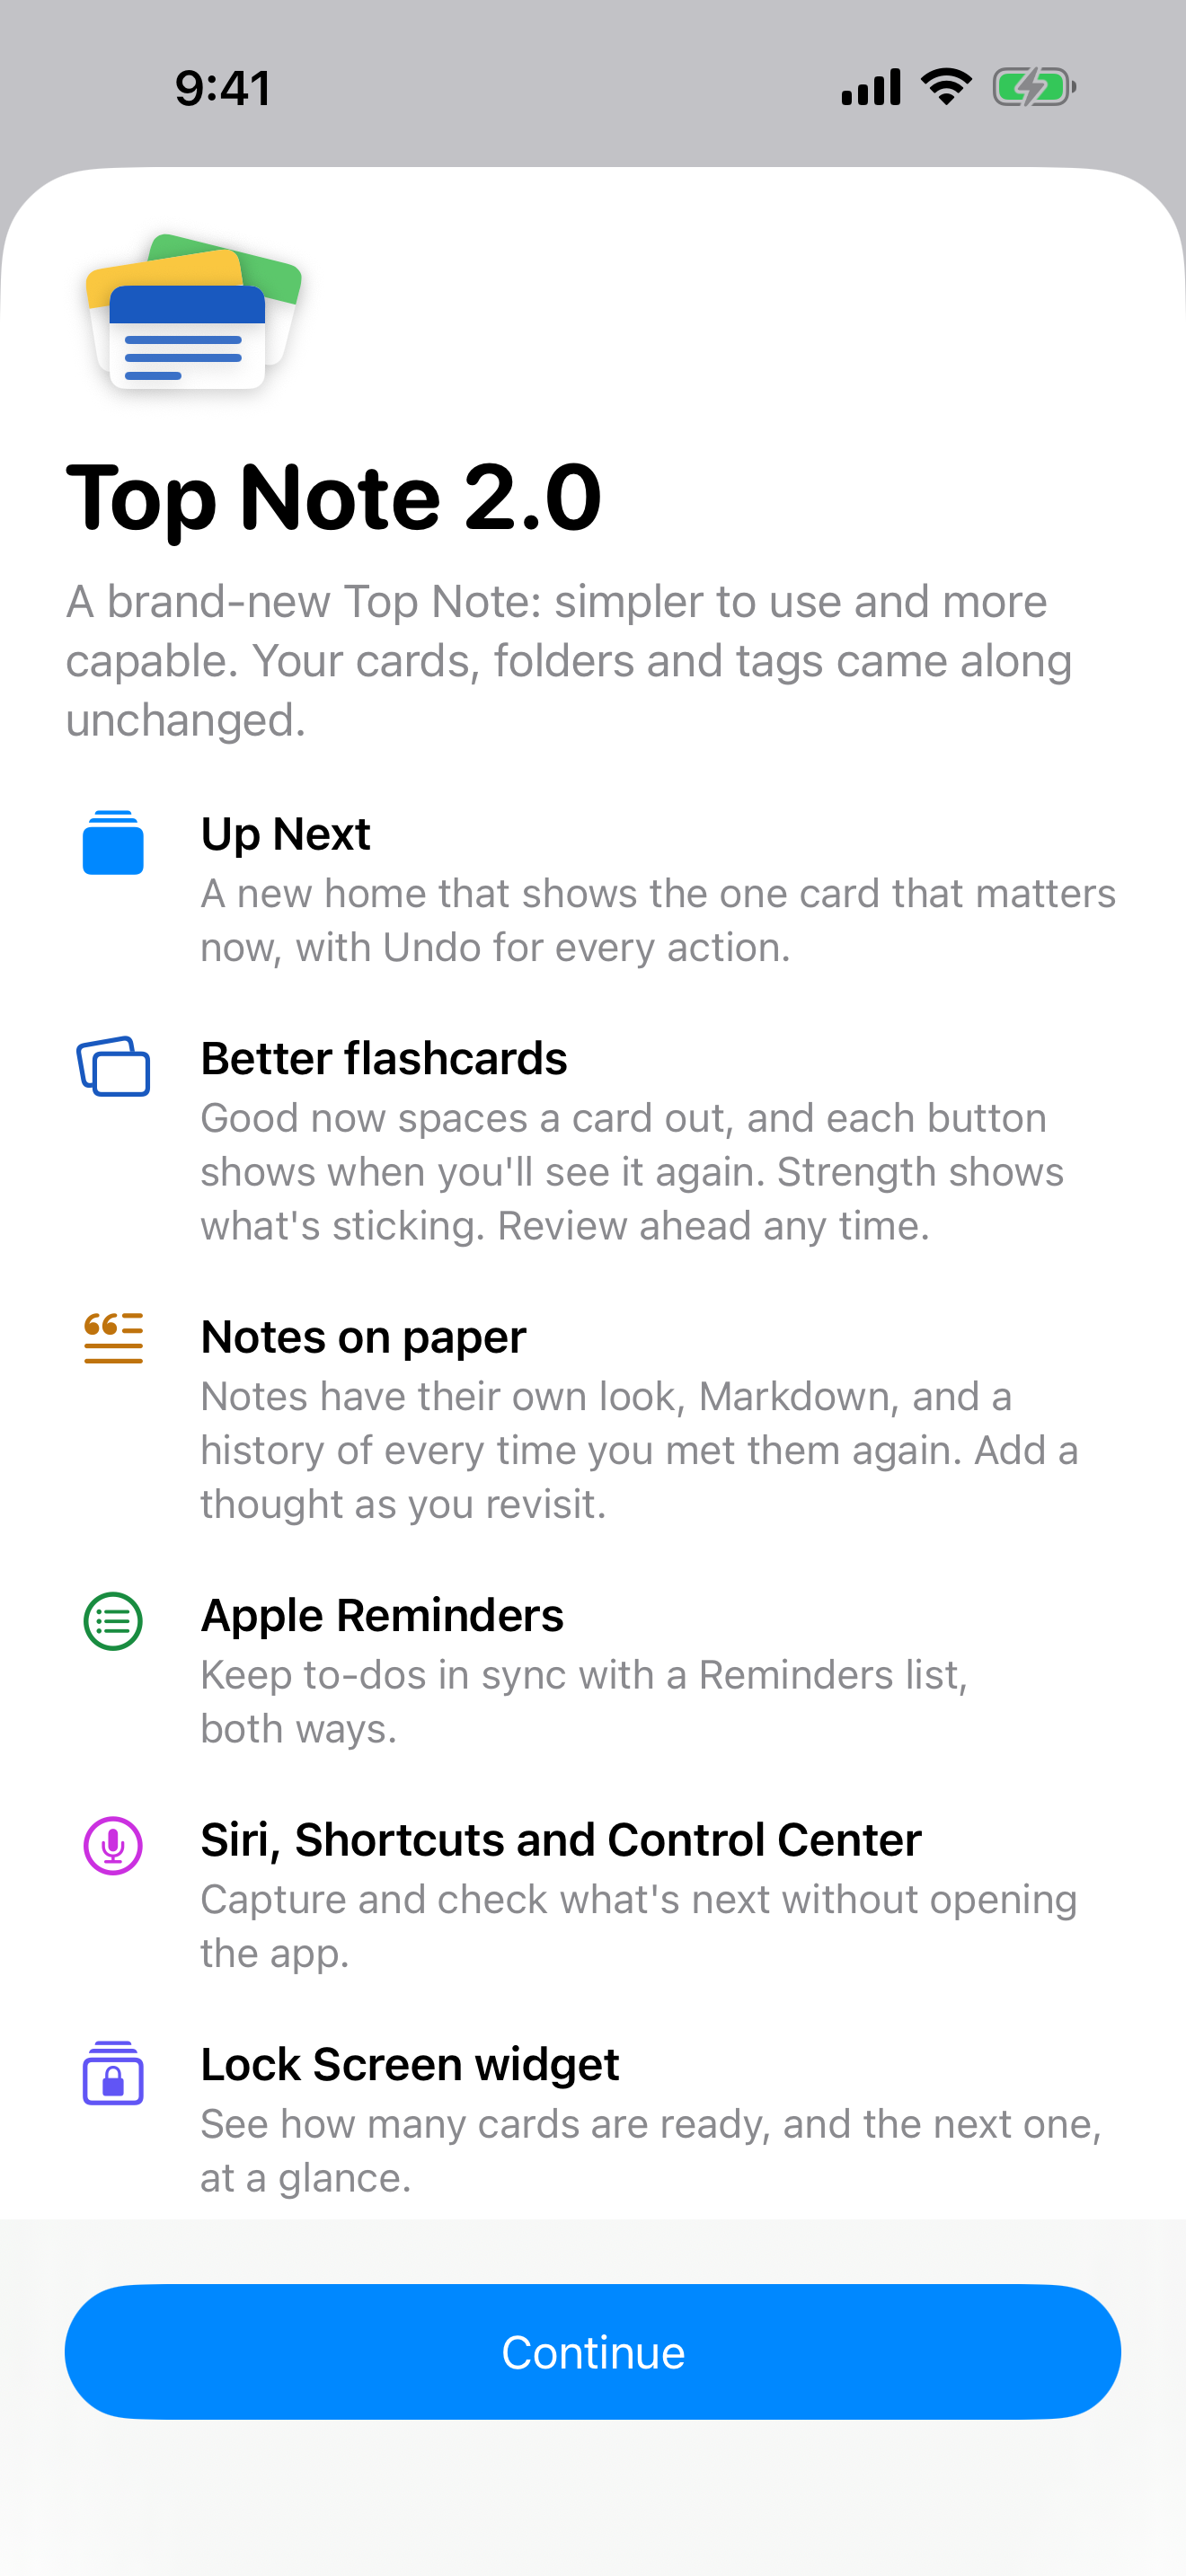 9:41
Top Note 2.0
A brand-new Top Note: simpler to use and more
capable. Your cards, folders and tags came along
unchanged.
Up Next
A new home that shows the one card that matters
now, with Undo for every action.
Better flashcards
Good now spaces a card out, and each button
shows when you'll see it again. Strength shows
what's sticking. Review ahead any time.
Notes on paper
Notes have their own look, Markdown, and a
history of every time you met them again. Add a
thought as you revisit.
Apple Reminders
Keep to-dos in sync with a Reminders list,
both ways.
Siri, Shortcuts and Control Center
Capture and check what's next without opening
the app.
Lock Screen widget
See how many cards are ready, and the next one,
at a glance.
Continue